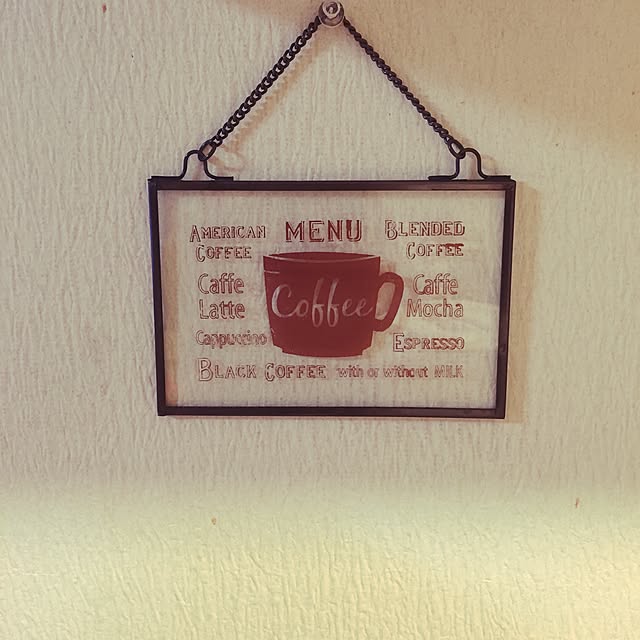 MENU
AMERICAN COFFEE
BLENDED COFFEE
Caffe Latte
Coffee
Caffe Mocha
Cappuccino
ESPRESSO
BLACK COFFEE with or without MILK